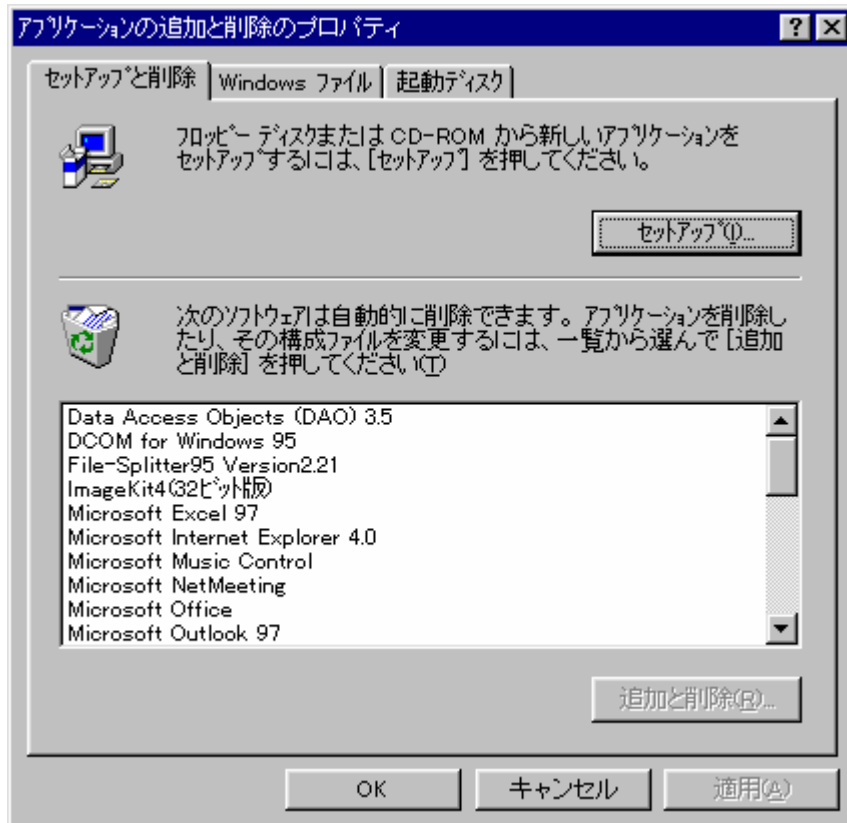 アプリケーションの追加と削除のプロパティ
セットアップと削除 Windows ファイル 起動ディスク
フロッピー ディスクまたは CD-ROM から新しいアプリケーションを
セットアップするには、[セットアップ] を押してください。
セットアップ(I)...
次のソフトウェアは自動的に削除できます。アプリケーションを削除し
たり、その構成ファイルを変更するには、一覧から選んで [追加
と削除] を押してください(T)
Data Access Objects (DAO) 3.5
DCOM for Windows 95
File-Splitter95 Version2.21
ImageKit4(32ビット版)
Microsoft Excel 97
Microsoft Internet Explorer 4.0
Microsoft Music Control
Microsoft NetMeeting
Microsoft Office
Microsoft Outlook 97
追加と削除(R)...
OK キャンセル 適用(A)